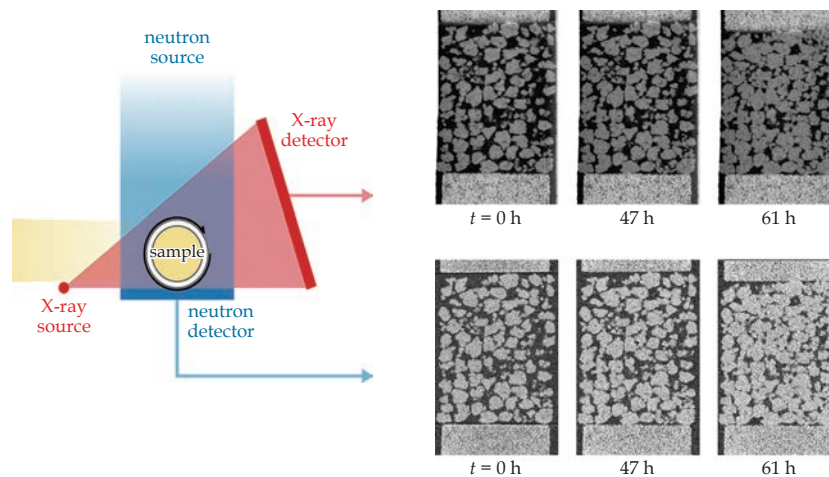 neutron
source
X-ray
detector
sample
X-ray
source
neutron
detector
t = 0 h
47 h
61 h
t = 0 h
47 h
61 h